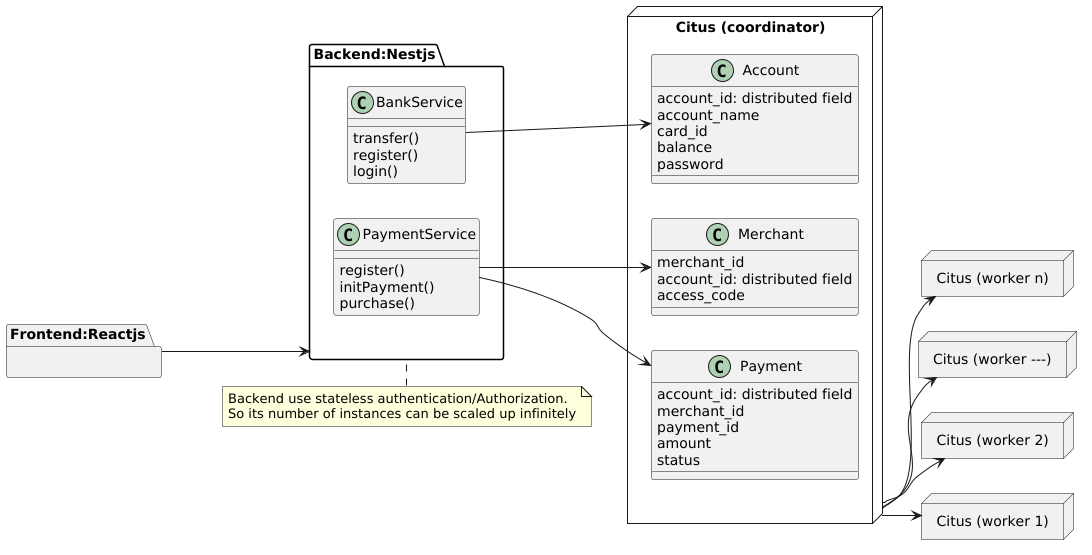 Frontend:Reactjs
Backend:Nestjs
C BankService
transfer()
register()
login()
C PaymentService
register()
initPayment()
purchase()
Backend use stateless authentication/Authorization.
So its number of instances can be scaled up infinitely
Citus (coordinator)
C Account
account_id: distributed field
account_name
card_id
balance
password
C Merchant
merchant_id
account_id: distributed field
access_code
C Payment
account_id: distributed field
merchant_id
payment_id
amount
status
Citus (worker n)
Citus (worker ---)
Citus (worker 2)
Citus (worker 1)